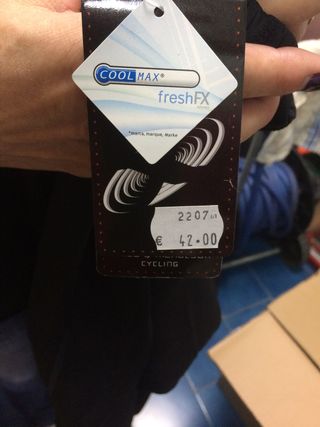 COOLMAX®
freshFX
*marca, marque, Marke
2207
€ 42.00
CYCLING